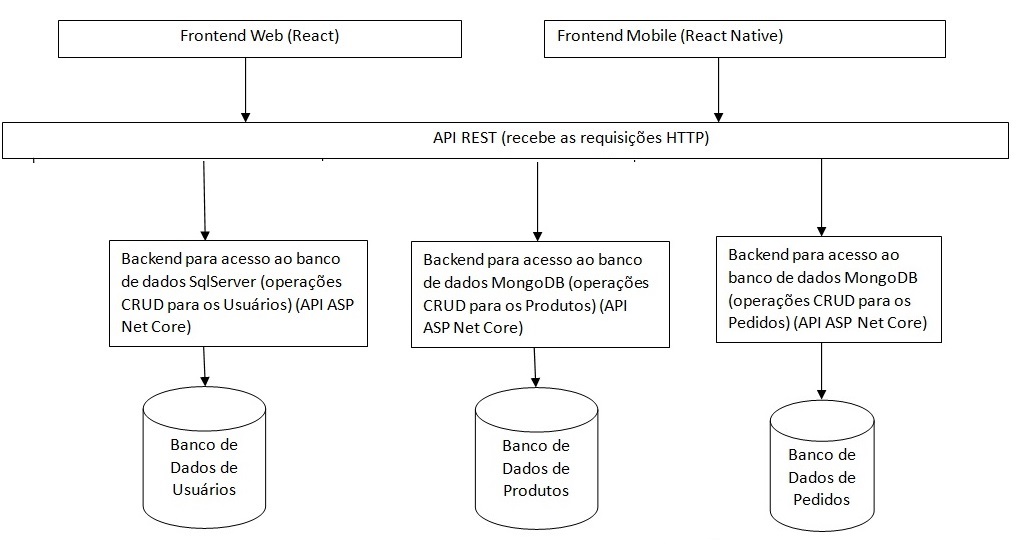 Frontend Web (React)
Frontend Mobile (React Native)
API REST (recebe as requisições HTTP)
Backend para acesso ao banco
de dados SqlServer (operações
CRUD para os Usuários) (API ASP
Net Core)
Backend para acesso ao banco
de dados MongoDB (operações
CRUD para os Produtos) (API
ASP Net Core)
Backend para acesso ao
banco de dados MongoDB
(operações CRUD para os
Pedidos) (API ASP Net Core)
Banco de
Dados de
Usuários
Banco de
Dados de
Produtos
Banco de
Dados de
Pedidos